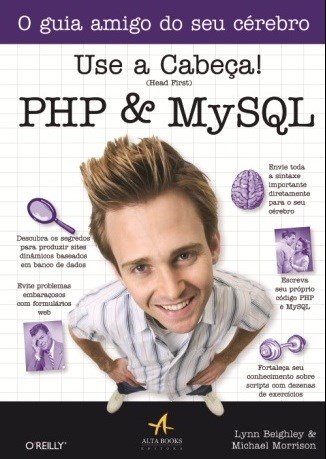 O guia amigo do seu cérebro
Use a Cabeça!
(Head First)
PHP & MySQL
Envie toda
a sintaxe
importante
diretamente
para o seu
cérebro
Descubra os segredos
para produzir sites
dinâmicos baseados
em banco de dados
Evite problemas
embaraçosos
com formulários
web
Escreva
seu próprio
código PHP
e MySQL
Fortaleça seu
conhecimento sobre
scripts com dezenas
de exercícios
O'REILLY
ALTA BOOKS
EDITORA
Lynn Beighley &
Michael Morrison